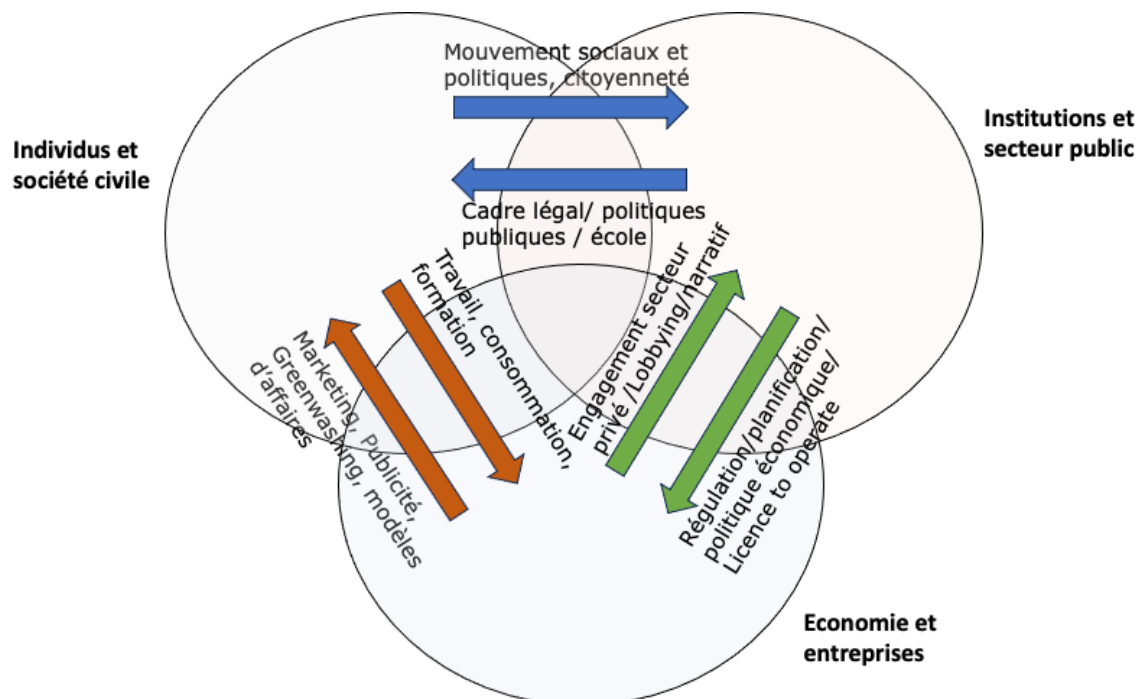 Mouvement sociaux et
politiques, citoyenneté
Individus et
société civile
Institutions et
secteur public
Cadre légal/ politiques
publiques / école
Travail, consommation,
formation
Engagement secteur
privé /Lobbying/narratif
Marketing, Publicité,
Greenwashing, modèles
d'affaires
Régulation/planification/
politique économique/
Licence to operate
Economie et
entreprises